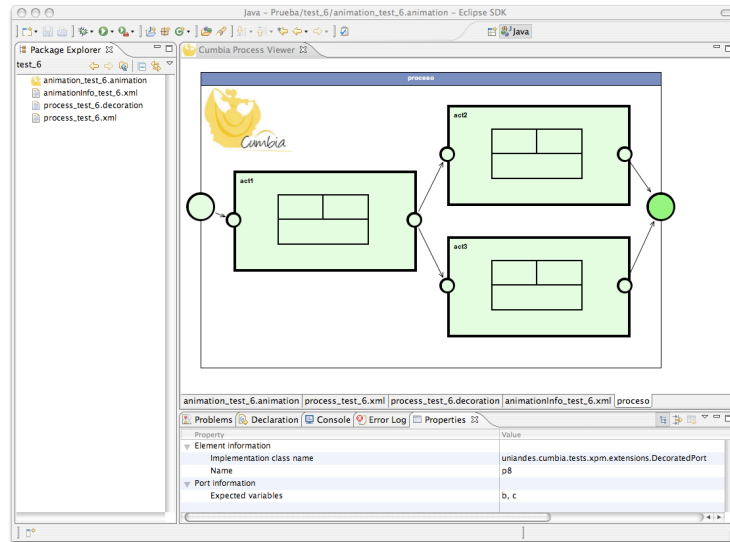 Java – Prueba/test_6/animation_test_6.animation – Eclipse SDK
Java
Package Explorer
Cumbia Process Viewer
test_6
animation_test_6.animation
animationInfo_test_6.xml
process_test_6.decoration
process_test_6.xml
proceso
Cumbia
act2
act1
act3
animation_test_6.animation process_test_6.xml process_test_6.decoration animationInfo_test_6.xml proceso
Problems Declaration Console Error Log Properties
Property Value
Element information
Implementation class name uniandes.cumbia.tests.xpm.extensions.DecoratedPort
Name p8
Port information
Expected variables b, c